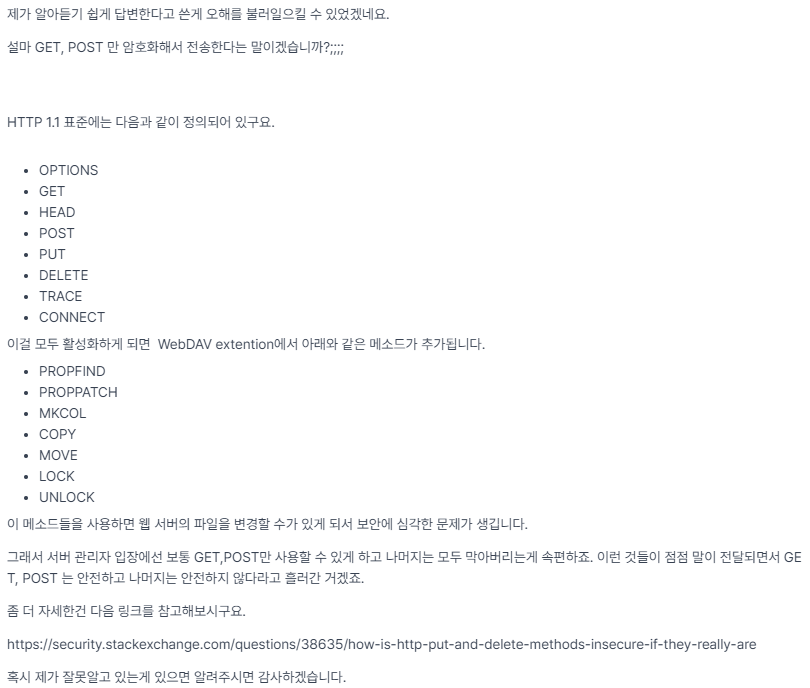 제가 알아듣기 쉽게 답변한다고 쓴게 오해를 불러일으킬 수 있었겠네요.
설마 GET, POST 만 암호화해서 전송한다는 말이겠습니까?;;;;
HTTP 1.1 표준에는 다음과 같이 정의되어 있구요.
• OPTIONS
• GET
• HEAD
• POST
• PUT
• DELETE
• TRACE
• CONNECT
이걸 모두 활성화하게 되면  WebDAV extention에서 아래와 같은 메소드가 추가됩니다.
• PROPFIND
• PROPPATCH
• MKCOL
• COPY
• MOVE
• LOCK
• UNLOCK
이 메소드들을 사용하면 웹 서버의 파일을 변경할 수가 있게 되서 보안에 심각한 문제가 생깁니다.
그래서 서버 관리자 입장에선 보통 GET,POST만 사용할 수 있게 하고 나머지는 모두 막아버리는게 속편하죠. 이런 것들이 점점 말이 전달되면서 GE
T, POST 는 안전하고 나머지는 안전하지 않다라고 흘러간 거겠죠.
좀 더 자세한건 다음 링크를 참고해보시구요.
https://security.stackexchange.com/questions/38635/how-is-http-put-and-delete-methods-insecure-if-they-really-are
혹시 제가 잘못알고 있는게 있으면 알려주시면 감사하겠습니다.